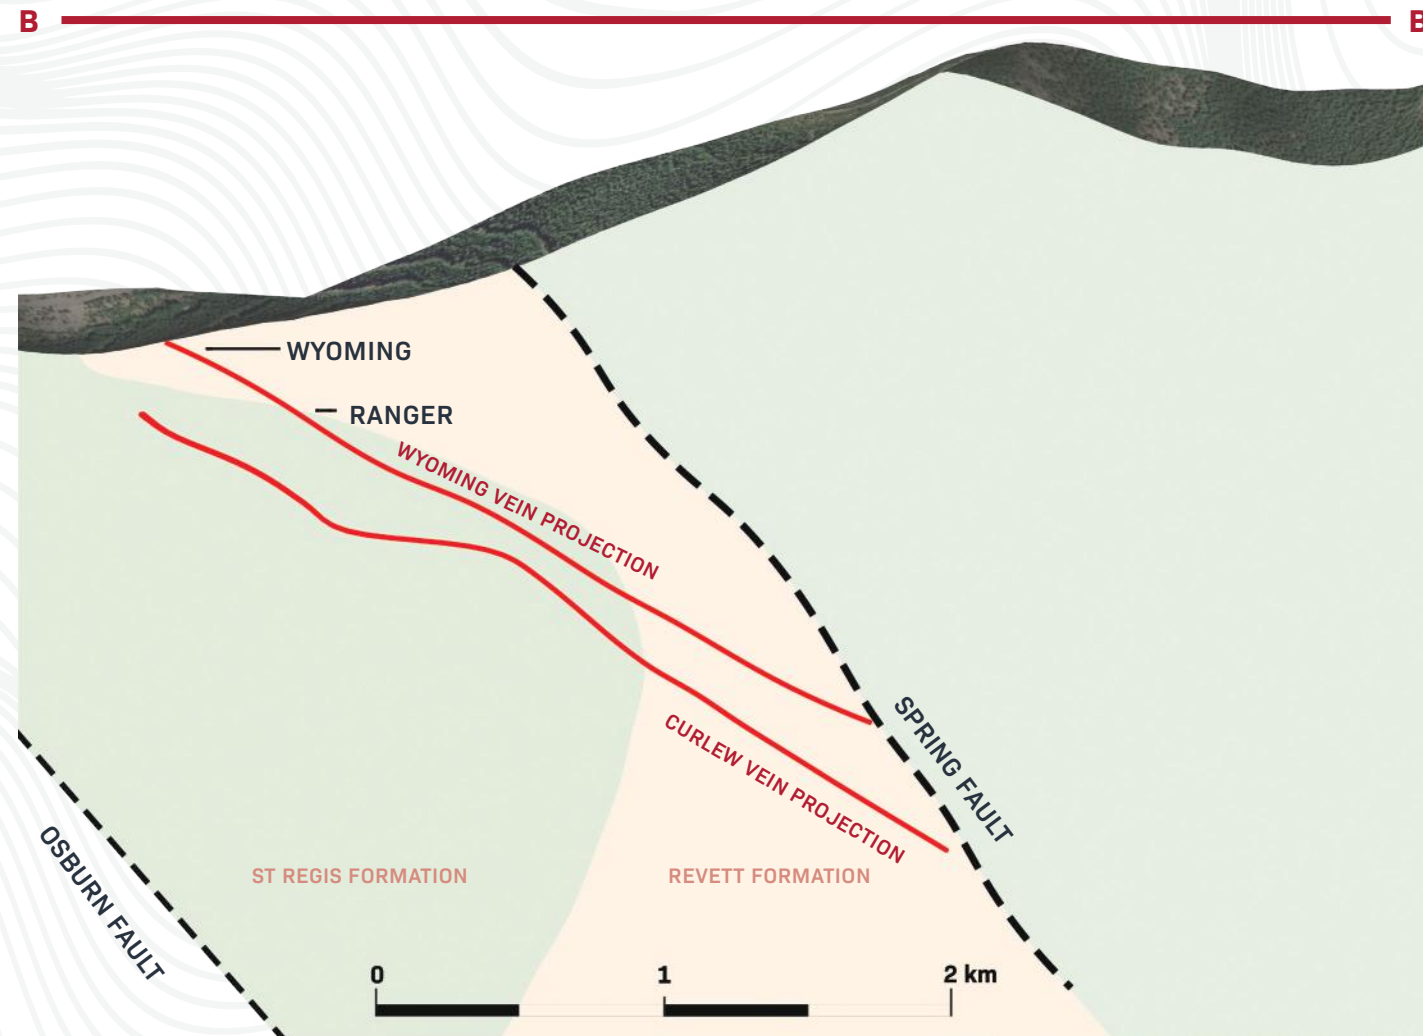 B
B
WYOMING
RANGER
WYOMING VEIN PROJECTION
SPRING FAULT
CURLEW VEIN PROJECTION
OSBURN FAULT
ST REGIS FORMATION
REVETT FORMATION
0 1 2 km